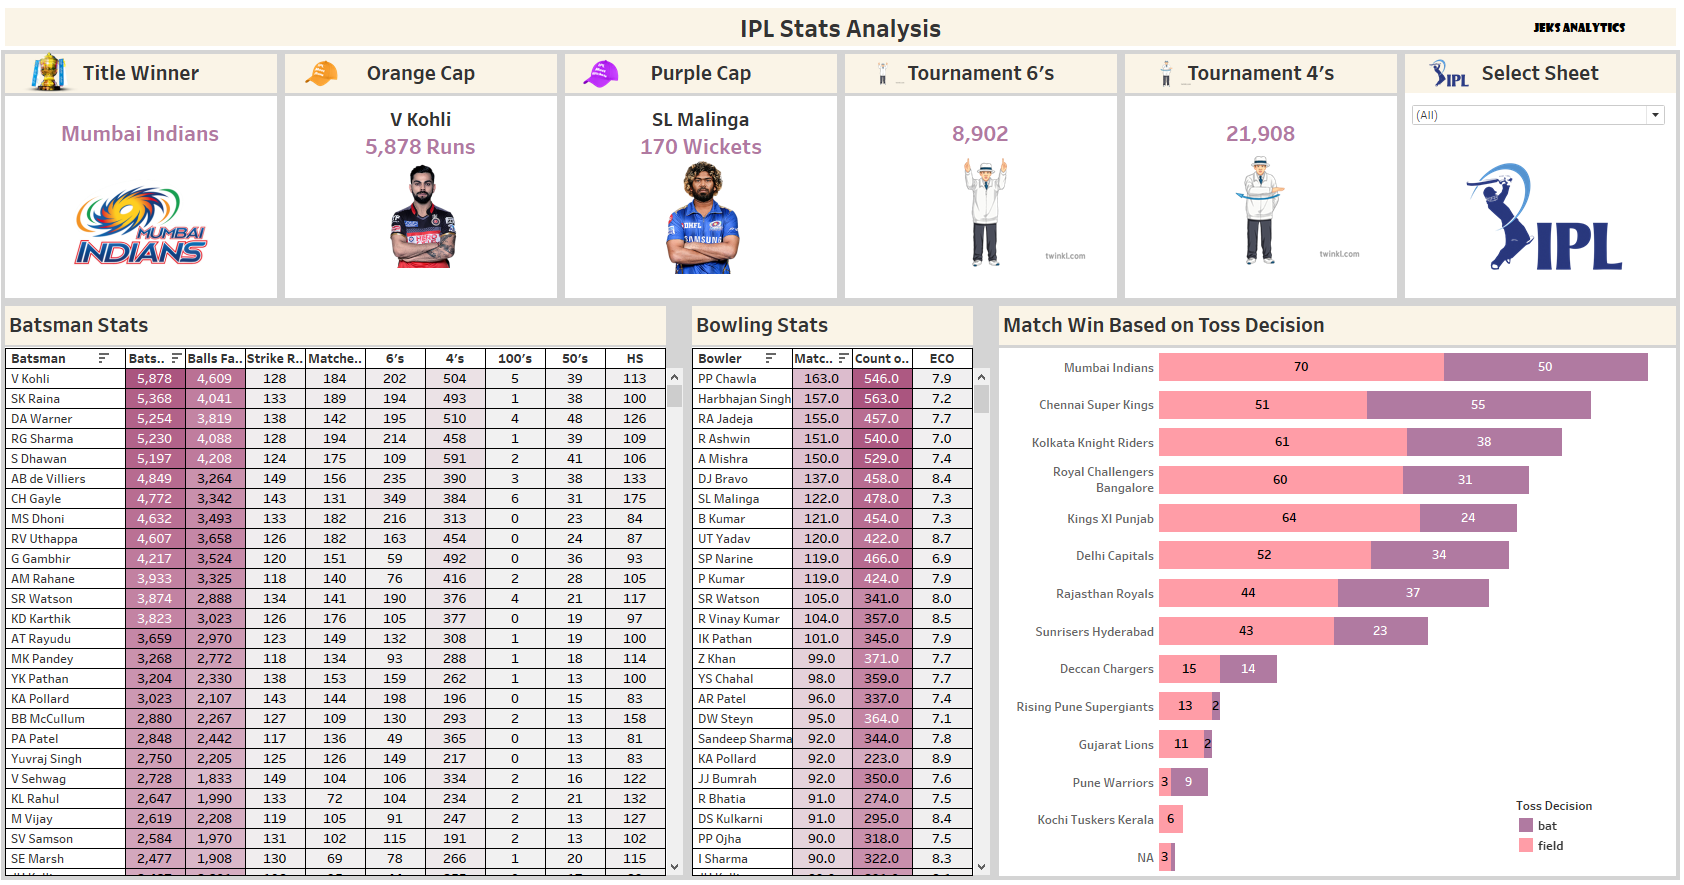 IPL Stats Analysis
JEKS ANALYTICS
Title Winner
Orange Cap
Purple Cap
_Tournament 6's
_Tournament 4's
IPL
Select Sheet
Mumbai Indians
MUMBAI
INDIANS
V Kohli
5,878 Runs
SL Malinga
170 Wickets
SAMSUNG
8,902
twinkl.com
21,908
twinkl.com
(All)
IPL
Batsman Stats
Batsman Bats.. Balls Fa.. Strike R.. Matche.. 6's 4's 100's 50's HS
V Kohli 5,878 4,609 128 184 202 504 5 39 113
SK Raina 5,368 4,041 133 189 194 493 1 38 100
DA Warner 5,254 3,819 138 142 195 510 4 48 126
RG Sharma 5,230 4,088 128 194 214 458 1 39 109
S Dhawan 5,197 4,208 124 175 109 591 2 41 106
AB de Villiers 4,849 3,264 149 156 235 390 3 38 133
CH Gayle 4,772 3,342 143 131 349 384 6 31 175
MS Dhoni 4,632 3,493 133 182 216 313 0 23 84
RV Uthappa 4,607 3,658 126 182 163 454 0 24 87
G Gambhir 4,217 3,524 120 151 59 492 0 36 93
AM Rahane 3,933 3,325 118 140 76 416 2 28 105
SR Watson 3,874 2,888 134 141 190 376 4 21 117
KD Karthik 3,823 3,023 126 176 105 377 0 19 97
AT Rayudu 3,659 2,970 123 149 132 308 1 19 100
MK Pandey 3,268 2,772 118 134 93 288 1 18 114
YK Pathan 3,204 2,330 138 153 159 262 1 13 100
KA Pollard 3,023 2,107 143 144 198 196 0 15 83
BB McCullum 2,880 2,267 127 109 130 293 2 13 158
PA Patel 2,848 2,442 117 136 49 365 0 13 81
Yuvraj Singh 2,750 2,205 125 126 149 217 0 13 83
V Sehwag 2,728 1,833 149 104 106 334 2 16 122
KL Rahul 2,647 1,990 133 72 104 234 2 21 132
M Vijay 2,619 2,208 119 105 91 247 2 13 127
SV Samson 2,584 1,970 131 102 115 191 2 13 102
SE Marsh 2,477 1,908 130 69 78 266 1 20 115
Bowling Stats
Bowler Matc.. Count o.. ECO
PP Chawla 163.0 546.0 7.9
Harbhajan Singh 157.0 563.0 7.2
RA Jadeja 155.0 457.0 7.7
R Ashwin 151.0 540.0 7.0
A Mishra 150.0 529.0 7.4
DJ Bravo 137.0 458.0 8.4
SL Malinga 122.0 478.0 7.3
B Kumar 121.0 454.0 7.3
UT Yadav 120.0 422.0 8.7
SP Narine 119.0 466.0 6.9
P Kumar 119.0 424.0 7.9
SR Watson 105.0 341.0 8.0
R Vinay Kumar 104.0 357.0 8.5
IK Pathan 101.0 345.0 7.9
Z Khan 99.0 371.0 7.7
YS Chahal 98.0 359.0 7.7
AR Patel 96.0 337.0 7.4
DW Steyn 95.0 364.0 7.1
Sandeep Sharma 92.0 344.0 7.8
KA Pollard 92.0 223.0 8.9
JJ Bumrah 92.0 350.0 7.6
R Bhatia 91.0 274.0 7.5
DS Kulkarni 91.0 295.0 8.4
PP Ojha 90.0 318.0 7.5
I Sharma 90.0 322.0 8.3
Match Win Based on Toss Decision
Mumbai Indians 70 50
Chennai Super Kings 51 55
Kolkata Knight Riders 61 38
Royal Challengers
Bangalore 60 31
Kings XI Punjab 64 24
Delhi Capitals 52 34
Rajasthan Royals 44 37
Sunrisers Hyderabad 43 23
Deccan Chargers 15 14
Rising Pune Supergiants 13 2
Gujarat Lions 11 2
Pune Warriors 3 9
Kochi Tuskers Kerala 6
NA 3
Toss Decision
bat
field